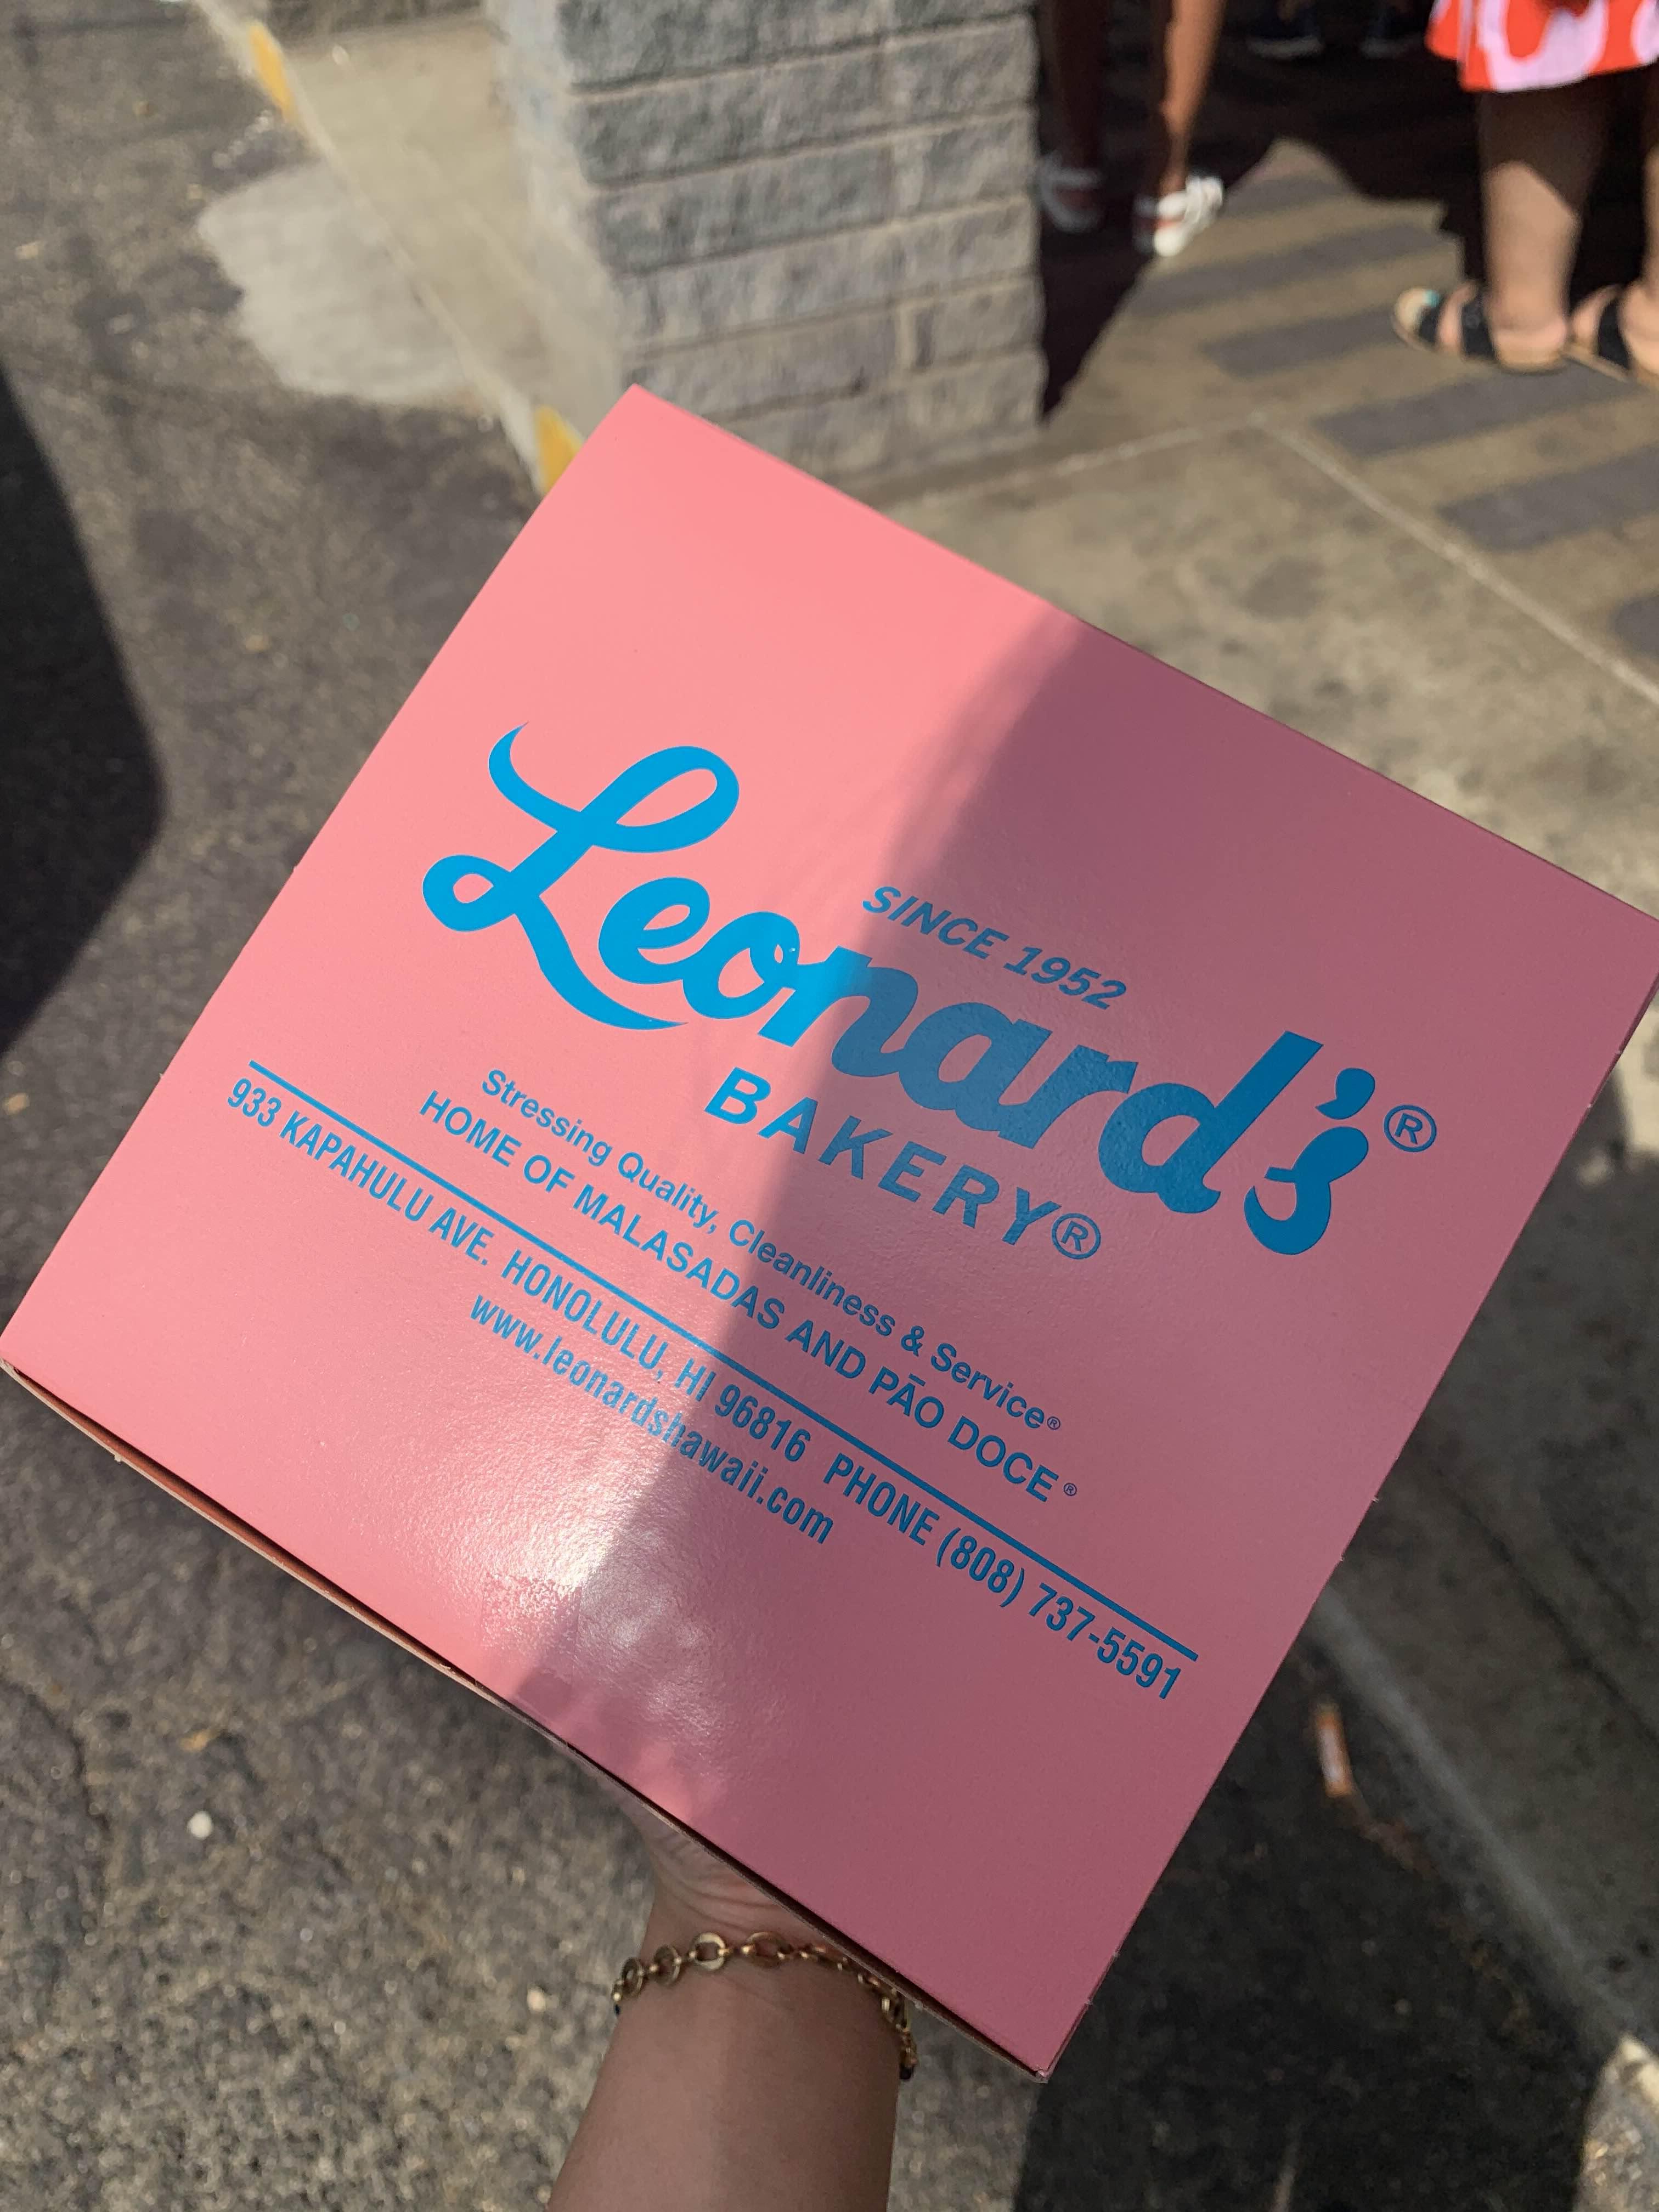 SINCE 1952
Leonard's®
BAKERY®
Stressing Quality, Cleanliness & Service®
HOME OF MALASADAS AND PĀO DOCE®
933 KAPAHULU AVE. HONOLULU, HI 96816 PHONE (808) 737-5591
www.leonardshawaii.com